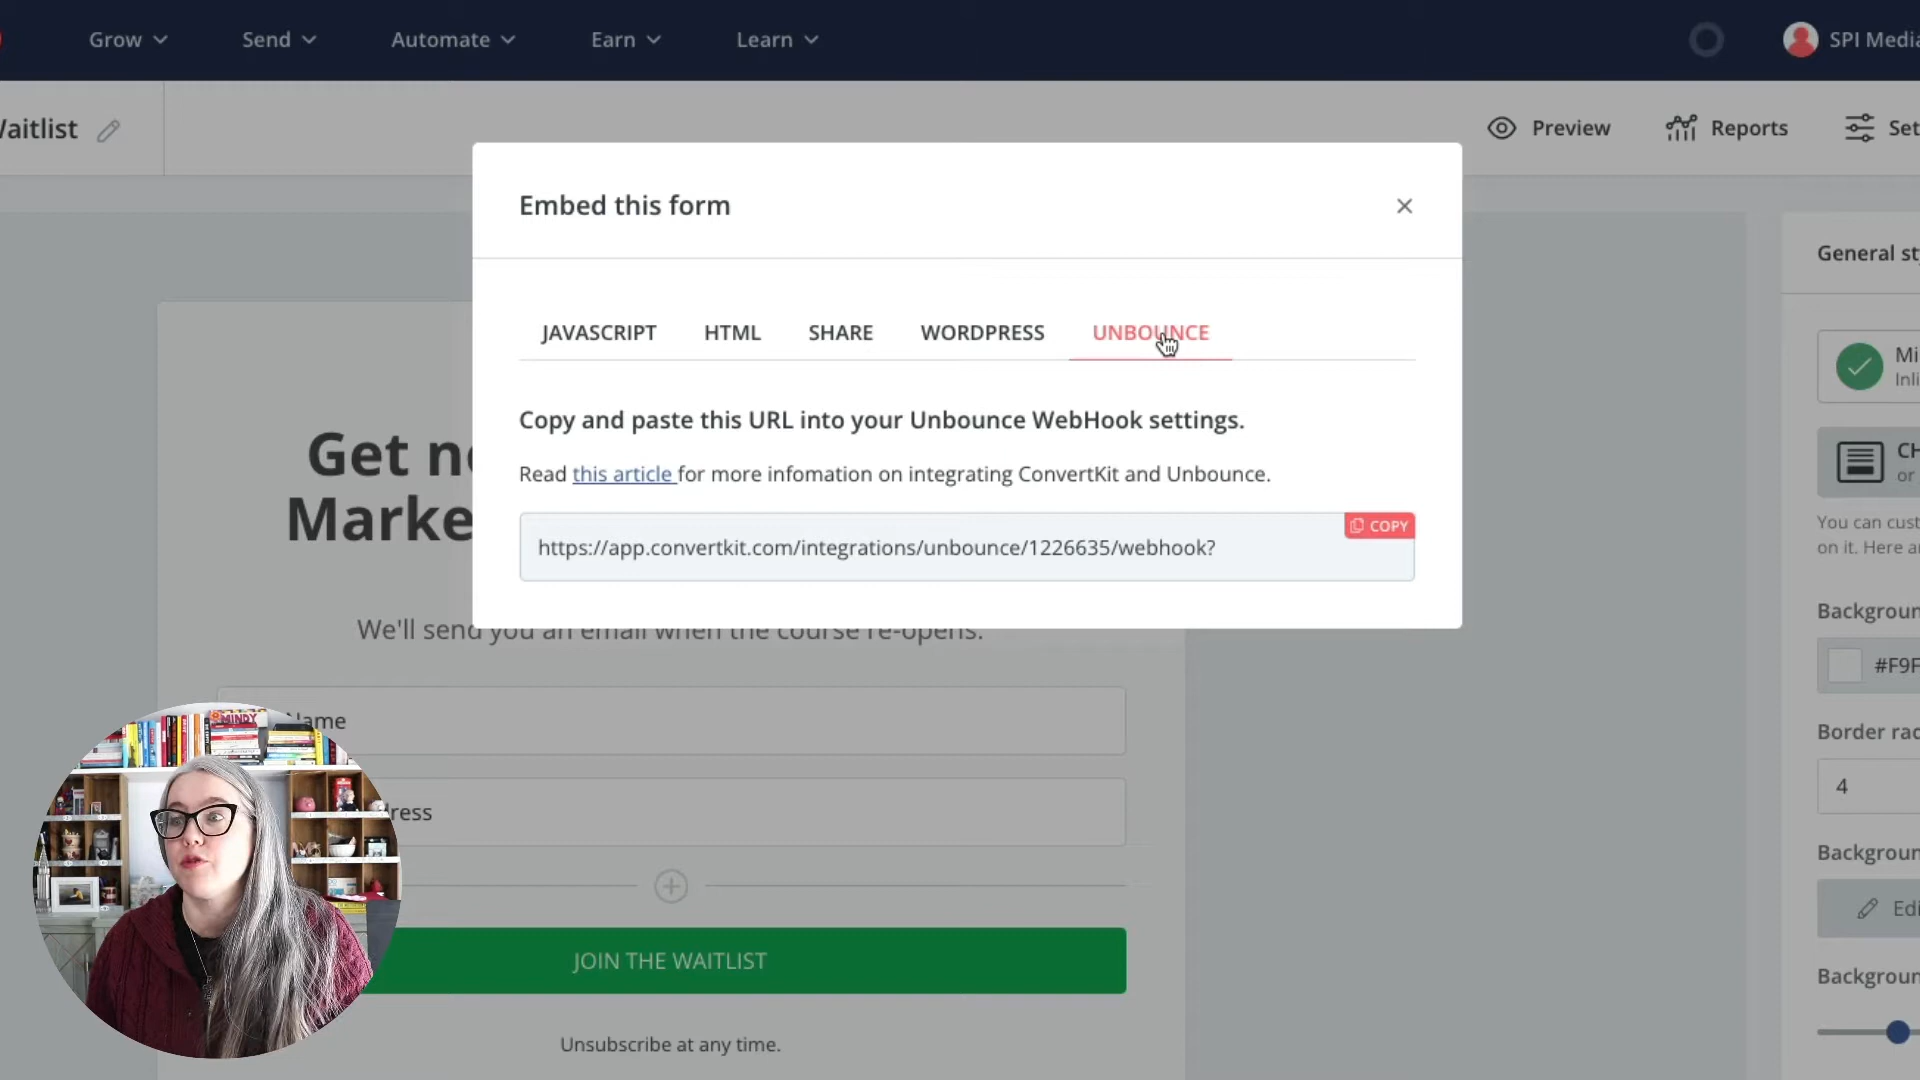 Grow
Send
Automate
Earn
Learn
SPI Media
Waitlist
Preview
Reports
Set
Embed this form
General st
JAVASCRIPT
HTML
SHARE
WORDPRESS
UNBOUNCE
Mi
Inli
Copy and paste this URL into your Unbounce WebHook settings.
Get n
Marke
CH
or
Read this article for more infomation on integrating ConvertKit and Unbounce.
COPY
https://app.convertkit.com/integrations/unbounce/1226635/webhook?
You can cust
on it. Here a
Backgroun
We'll send you an email when the course re-opens.
#F9F
Name
MINDY
Border rad
4
ress
Backgroun
Edi
JOIN THE WAITLIST
Backgroun
Unsubscribe at any time.